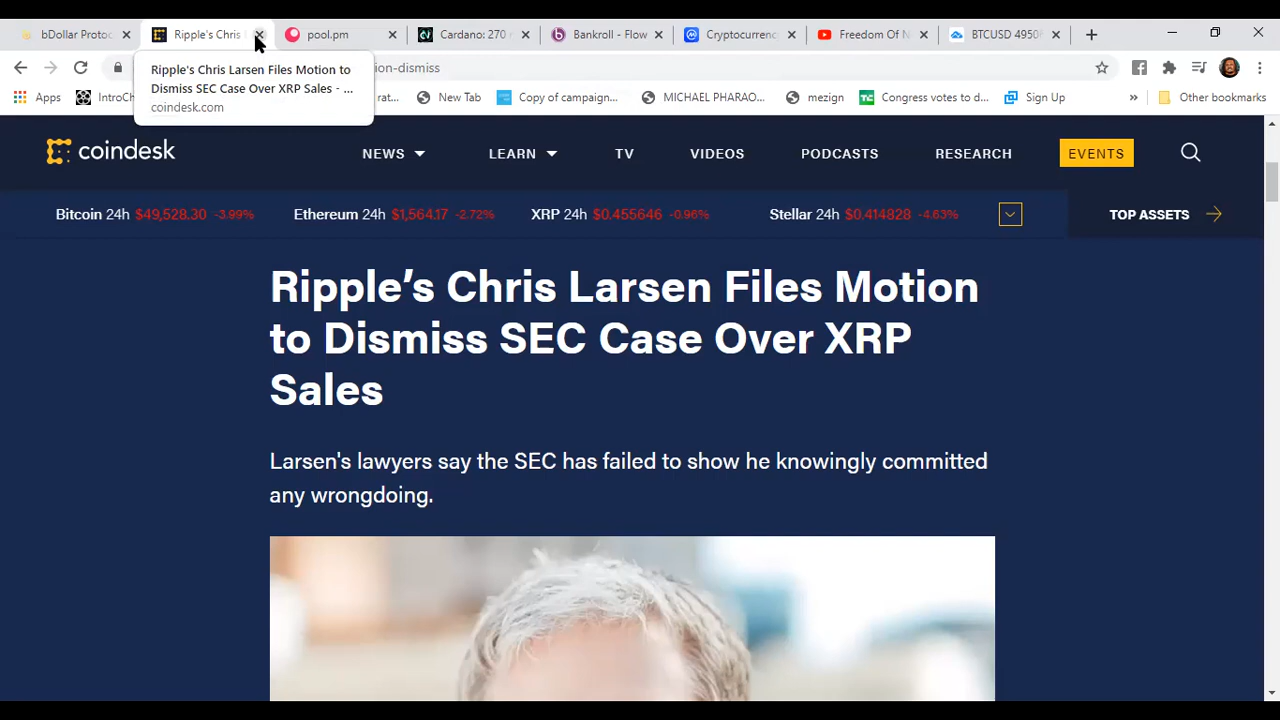 bDollar Protoc
Ripple's Chris
pool.pm
Cardano: 270
Bankroll - Flow
Cryptocurrenc
Freedom Of N
BTCUSD 4950
Ripple's Chris Larsen Files Motion to
Dismiss SEC Case Over XRP Sales - ...
coindesk.com
ion-dismiss
Apps
IntroCh
rat...
New Tab
Copy of campaign...
MICHAEL PHARAO...
mezign
Congress votes to d...
Sign Up
»
Other bookmarks
coindesk
NEWS
LEARN
TV
VIDEOS
PODCASTS
RESEARCH
EVENTS
Bitcoin 24h $49,528.30 -3.99%
Ethereum 24h $1,564.17 -2.72%
XRP 24h $0.455646 -0.96%
Stellar 24h $0.414828 -4.63%
TOP ASSETS
Ripple’s Chris Larsen Files Motion
to Dismiss SEC Case Over XRP
Sales
Larsen's lawyers say the SEC has failed to show he knowingly committed
any wrongdoing.